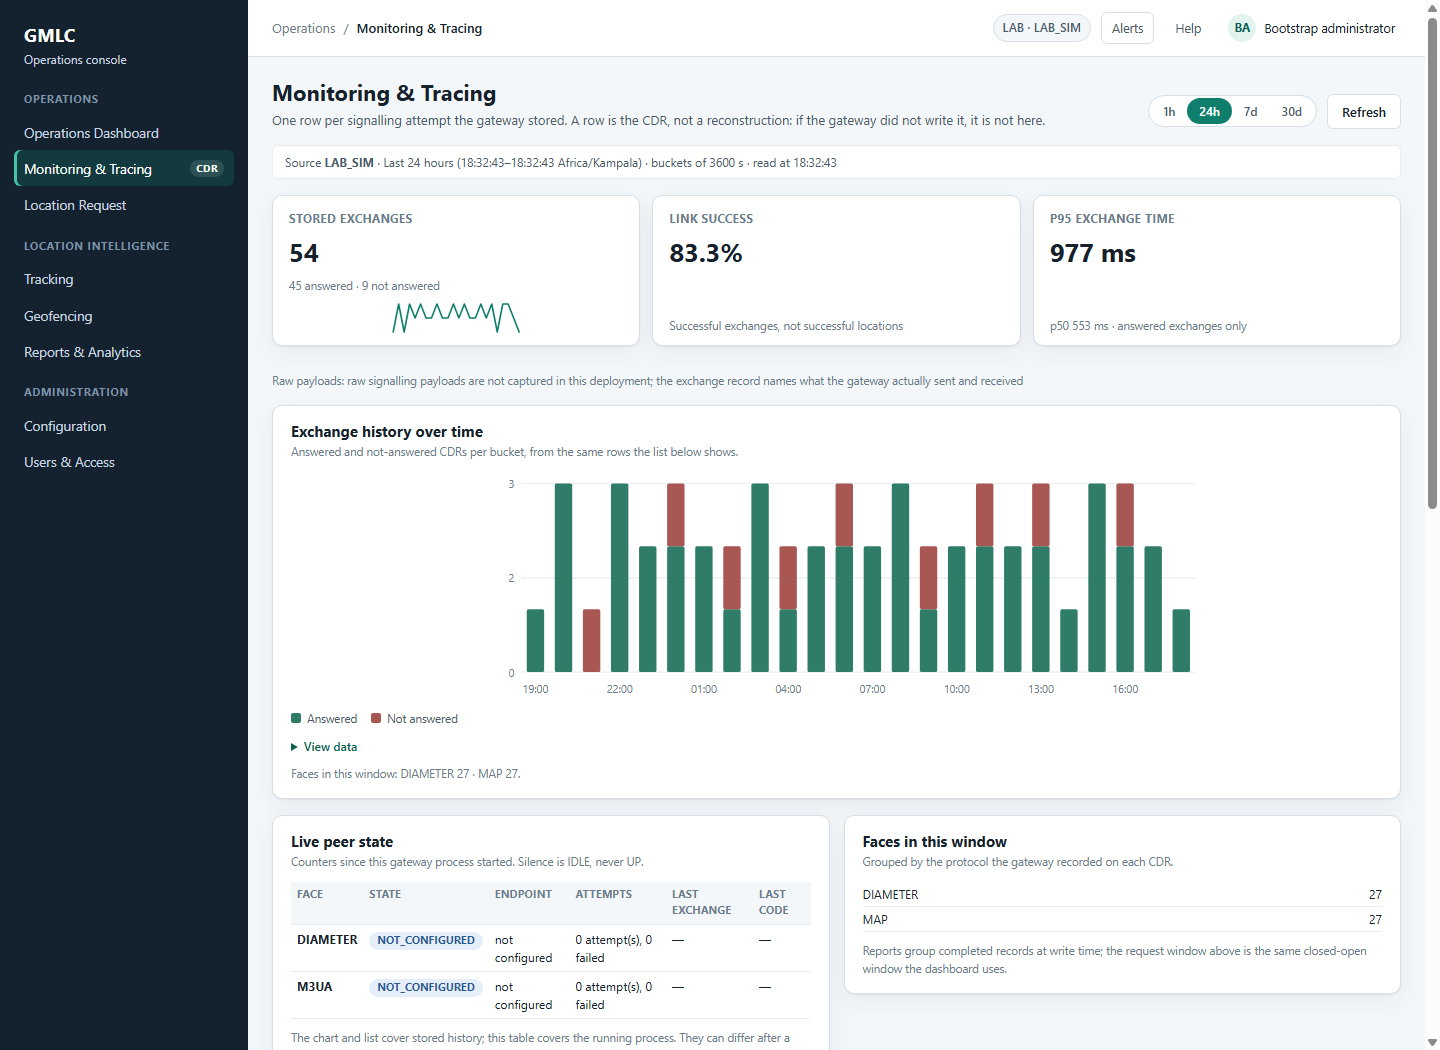 GMLC
Operations console
OPERATIONS
Operations Dashboard
Monitoring & Tracing CDR
Location Request
LOCATION INTELLIGENCE
Tracking
Geofencing
Reports & Analytics
ADMINISTRATION
Configuration
Users & Access
Operations / Monitoring & Tracing
LAB · LAB_SIM Alerts Help BA Bootstrap administrator
Monitoring & Tracing
One row per signalling attempt the gateway stored. A row is the CDR, not a reconstruction: if the gateway did not write it, it is not here.
1h 24h 7d 30d Refresh
Source LAB_SIM · Last 24 hours (18:32:43–18:32:43 Africa/Kampala) · buckets of 3600 s · read at 18:32:43
STORED EXCHANGES
54
45 answered · 9 not answered
LINK SUCCESS
83.3%
Successful exchanges, not successful locations
P95 EXCHANGE TIME
977 ms
p50 553 ms · answered exchanges only
Raw payloads: raw signalling payloads are not captured in this deployment; the exchange record names what the gateway actually sent and received
Exchange history over time
Answered and not-answered CDRs per bucket, from the same rows the list below shows.
3
2
0
19:00 22:00 01:00 04:00 07:00 10:00 13:00 16:00
Answered Not answered
View data
Faces in this window: DIAMETER 27 · MAP 27.
Live peer state
Counters since this gateway process started. Silence is IDLE, never UP.
FACE STATE ENDPOINT ATTEMPTS LAST EXCHANGE LAST CODE
DIAMETER NOT_CONFIGURED not configured 0 attempt(s), 0 failed — —
M3UA NOT_CONFIGURED not configured 0 attempt(s), 0 failed — —
The chart and list cover stored history; this table covers the running process. They can differ after a
Faces in this window
Grouped by the protocol the gateway recorded on each CDR.
DIAMETER 27
MAP 27
Reports group completed records at write time; the request window above is the same closed-open
window the dashboard uses.